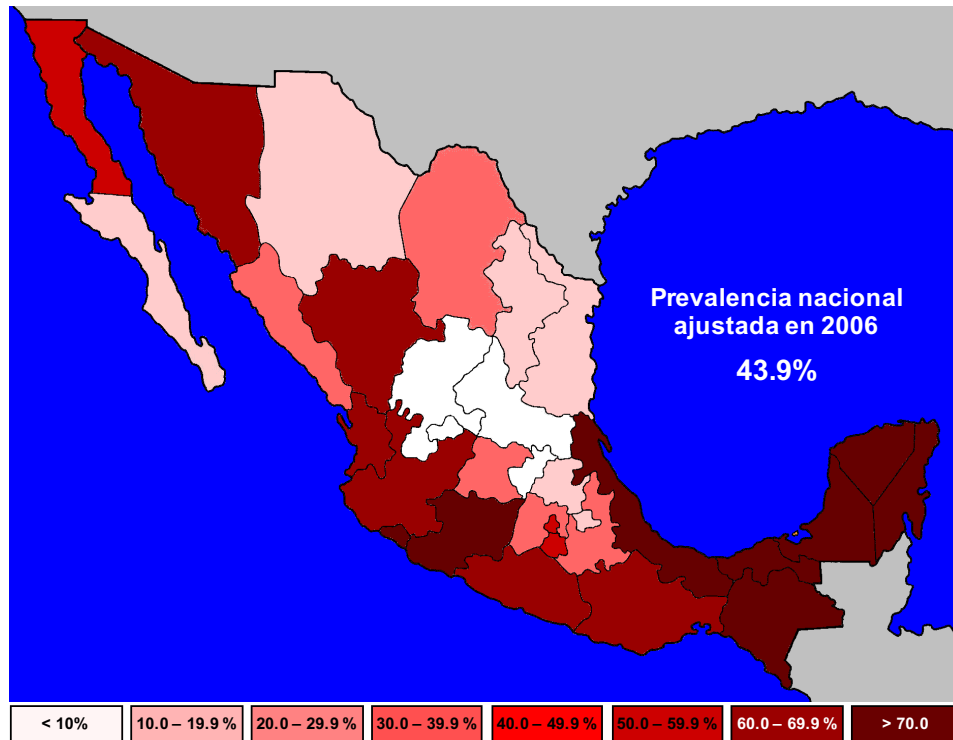 Prevalencia nacional
ajustada en 2006
43.9%
< 10%
10.0 – 19.9 %
20.0 – 29.9 %
30.0 – 39.9 %
40.0 – 49.9 %
50.0 – 59.9 %
60.0 – 69.9 %
> 70.0